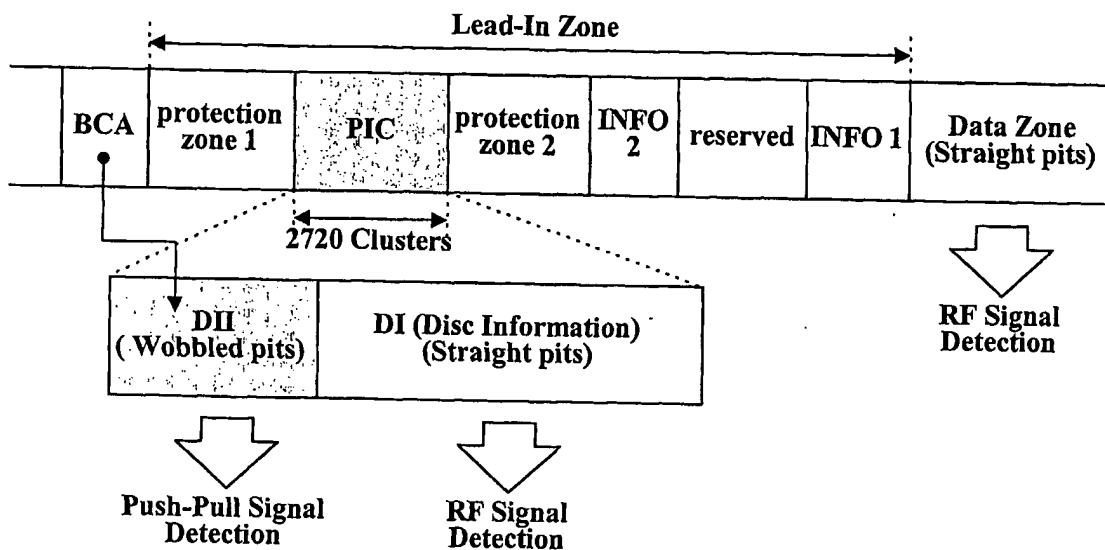 Lead-In Zone
BCA
protection
zone 1
PIC
protection
zone 2
INFO
2
reserved
INFO 1
Data Zone
(Straight pits)
2720 Clusters
DII
( Wobbled pits)
DI (Disc Information)
(Straight pits)
RF Signal
Detection
Push-Pull Signal
Detection
RF Signal
Detection